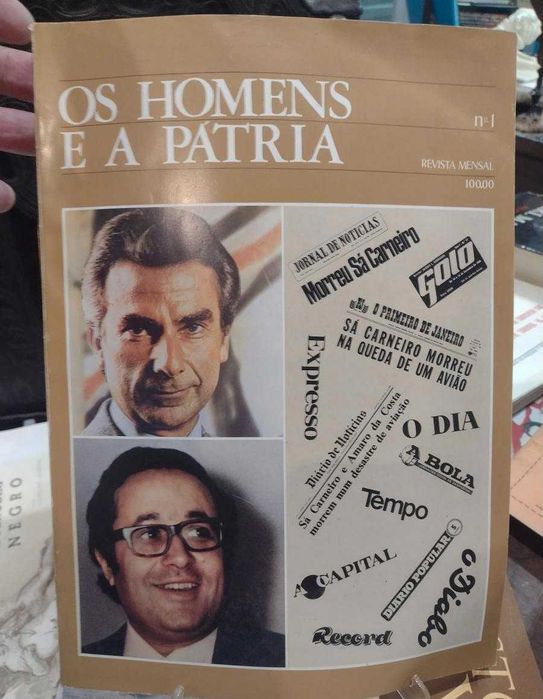 OS HOMENS
E A PÁTRIA
nº1
REVISTA MENSAL
100.00
JORNAL DE NOTICIAS
Morreu Sá Carneiro
GOLO
O PRIMEIRO DE JANEIRO
SÁ CARNEIRO MORREU
NA QUEDA DE UM AVIÃO
Expresso
Diário de Notícias
Sá Carneiro e Amaro da Costa
morrem num desastre de aviação
O DIA
A BOLA
Tempo
A CAPITAL
DIÁRIO POPULAR
o Diabo
Record
NEGRO